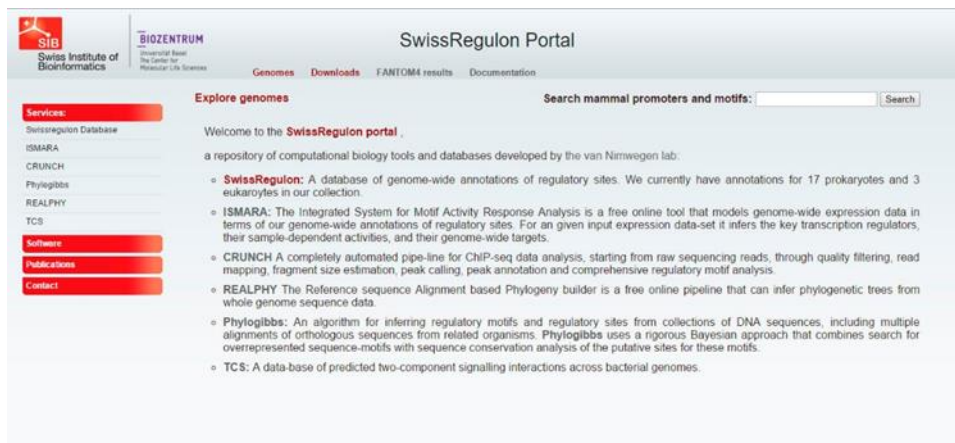 SIB
Swiss Institute of
Bioinformatics
BIOZENTRUM
Universität Basel
The Center for
Molecular Life Sciences
SwissRegulon Portal
Genomes Downloads FANTOM4 results Documentation
Explore genomes
Search mammal promoters and motifs: Search
Services:
Swissregulon Database
ISMARA
CRUNCH
Phylogibbs
REALPHY
TCS
Software
Publications
Contact
Welcome to the SwissRegulon portal ,
a repository of computational biology tools and databases developed by the van Nimwegen lab:
SwissRegulon: A database of genome-wide annotations of regulatory sites. We currently have annotations for 17 prokaryotes and 3
eukaroytes in our collection.
ISMARA: The Integrated System for Motif Activity Response Analysis is a free online tool that models genome-wide expression data in
terms of our genome-wide annotations of regulatory sites. For an given input expression data-set it infers the key transcription regulators,
their sample-dependent activities, and their genome-wide targets.
CRUNCH A completely automated pipe-line for ChIP-seq data analysis, starting from raw sequencing reads, through quality filtering, read
mapping, fragment size estimation, peak calling, peak annotation and comprehensive regulatory motif analysis.
REALPHY The Reference sequence Alignment based Phylogeny builder is a free online pipeline that can infer phylogenetic trees from
whole genome sequence data.
Phylogibbs: An algorithm for inferring regulatory motifs and regulatory sites from collections of DNA sequences, including multiple
alignments of orthologous sequences from related organisms. Phylogibbs uses a rigorous Bayesian approach that combines search for
overrepresented sequence-motifs with sequence conservation analysis of the putative sites for these motifs.
TCS: A data-base of predicted two-component signalling interactions across bacterial genomes.